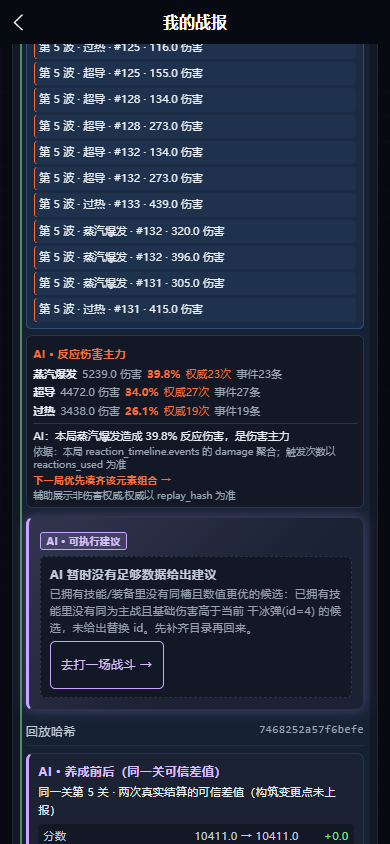 我的战报
第 5 波 · 过热 · #125 · 116.0 伤害
第 5 波 · 超导 · #125 · 155.0 伤害
第 5 波 · 超导 · #128 · 134.0 伤害
第 5 波 · 超导 · #128 · 273.0 伤害
第 5 波 · 超导 · #132 · 134.0 伤害
第 5 波 · 超导 · #132 · 273.0 伤害
第 5 波 · 过热 · #133 · 439.0 伤害
第 5 波 · 蒸汽爆发 · #132 · 320.0 伤害
第 5 波 · 蒸汽爆发 · #132 · 396.0 伤害
第 5 波 · 蒸汽爆发 · #131 · 305.0 伤害
第 5 波 · 过热 · #131 · 415.0 伤害
AI · 反应伤害主力
蒸汽爆发 5239.0 伤害 39.8% 权威23次 事件23条
超导 4472.0 伤害 34.0% 权威27次 事件27条
过热 3438.0 伤害 26.1% 权威19次 事件19条
AI：本局蒸汽爆发造成 39.8% 反应伤害，是伤害主力
依据：本局 reaction_timeline.events 的 damage 聚合；触发次数以
reactions_used 为准
下一局优先凑齐该元素组合 →
辅助展示非伤害权威,权威以 replay_hash 为准
AI · 可执行建议
AI 暂时没有足够数据给出建议
已拥有技能/装备里没有同槽且数值更优的候选：已拥有技
能里没有同为主战且基础伤害高于当前 干冰弹(id=4) 的候
选，未给出替换 id。先补齐目录再回来。
去打一场战斗 →
回放哈希 7468252a57f6befe
AI · 养成前后（同一关可信差值）
同一关第 5 关 · 两次真实结算的可信差值（构筑变更点未上
报）
分数 10411.0 → 10411.0 +0.0